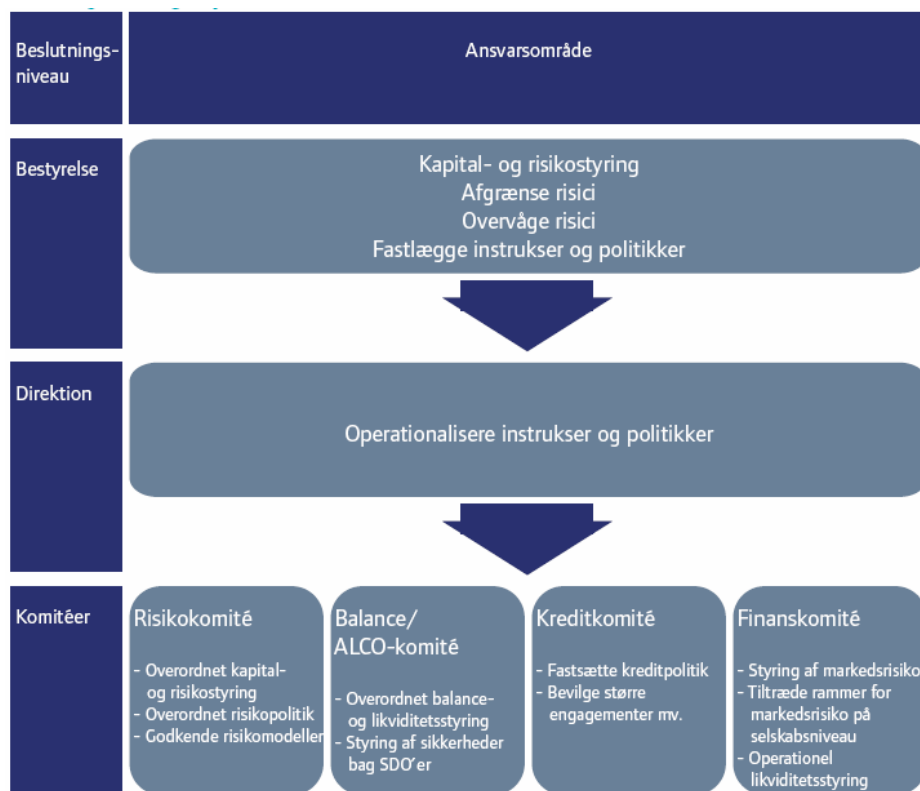 Beslutnings-
niveau
Ansvarsområde
Bestyrelse
Kapital- og risikostyring
Afgrænse risici
Overvåge risici
Fastlægge instrukser og politikker
Direktion
Operationalisere instrukser og politikker
Komitéer
Risikokomité
- Overordnet kapital-
og risikostyring
- Overordnet risikopolitik
- Godkende risikomodeller
Balance/
ALCO-komité
- Overordnet balance-
og likviditetsstyring
- Styring af sikkerheder
bag SDO´er
Kreditkomité
- Fastsætte kreditpolitik
- Bevilge større
engagementer mv.
Finanskomité
- Styring af markedsrisiko
- Tiltræde rammer for
markedsrisiko på
selskabsniveau
- Operationel
likviditetsstyring